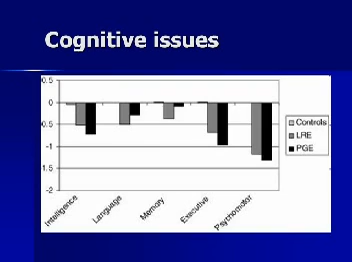 Cognitive issues
0.5
0
-0.5
-1
-1.5
-2
Intelligence
Language
Memory
Executive
Psychomotor
Controls
LRE
PGE